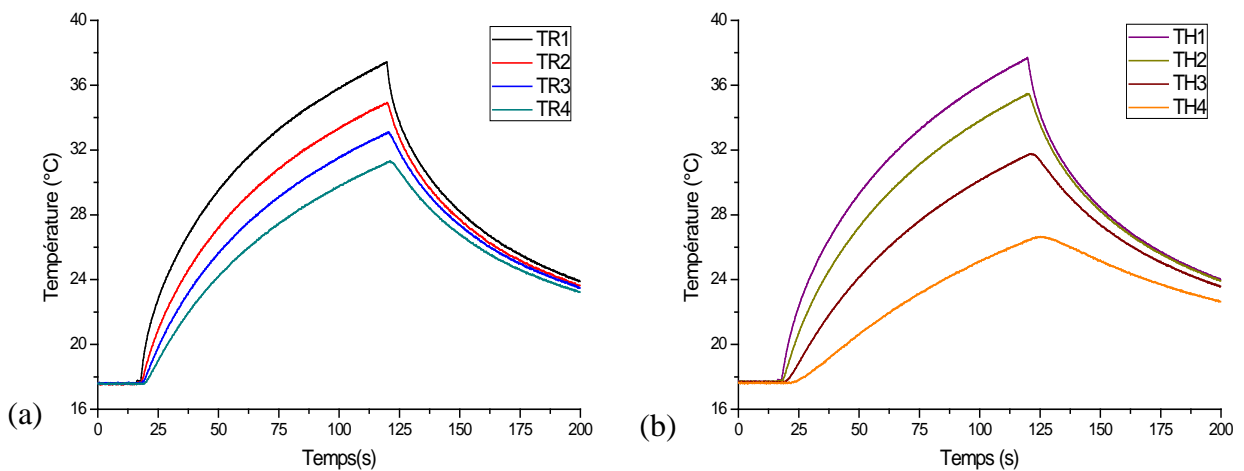 40
36
32
28
24
20
16
Température (°C)
TR1
TR2
TR3
TR4
0 25 50 75 100 125 150 175 200
Temps(s)
(a)
40
36
32
28
24
20
16
Température (°C)
TH1
TH2
TH3
TH4
0 25 50 75 100 125 150 175 200
Temps (s)
(b)